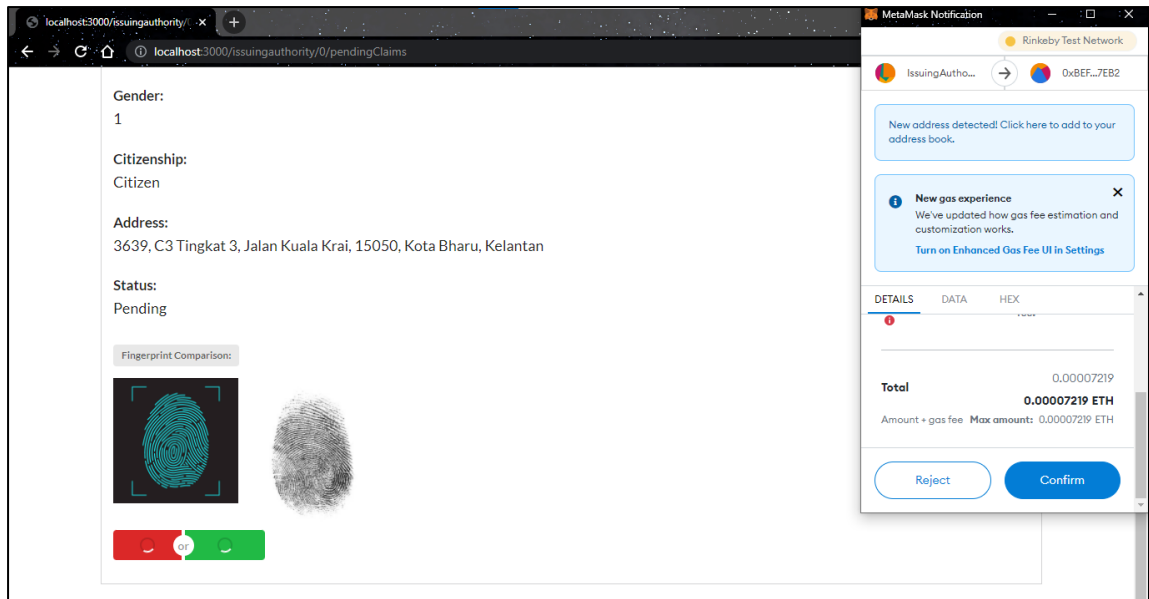 localhost:3000/issuingauthority/0
localhost:3000/issuingauthority/0/pendingClaims
Gender:
1
Citizenship:
Citizen
Address:
3639, C3 Tingkat 3, Jalan Kuala Krai, 15050, Kota Bharu, Kelantan
Status:
Pending
Fingerprint Comparison:
or
MetaMask Notification
Rinkeby Test Network
IssuingAutho...
0xBEF...7EB2
New address detected! Click here to add to your
address book.
New gas experience
We've updated how gas fee estimation and
customization works.
Turn on Enhanced Gas Fee UI in Settings
DETAILS DATA HEX
0.00007219
Total
0.00007219 ETH
Amount + gas fee Max amount: 0.00007219 ETH
Reject Confirm